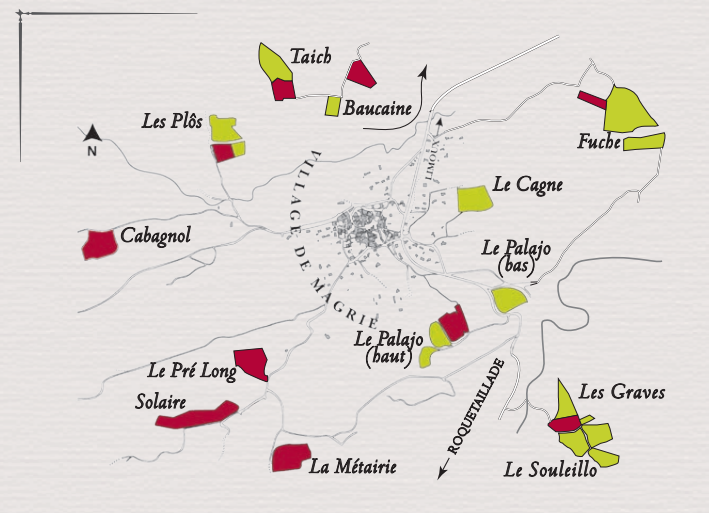 Taich
Baucaine
Les Plôs
N
Fuche
LIMOUX
Le Cagne
VILLAGE DE MAGRIE
Cabagnol
Le Palajo
(bas)
Le Palajo
(haut)
Le Pré Long
Solaire
ROQUETAILLADE
Les Graves
La Métairie
Le Souleillo